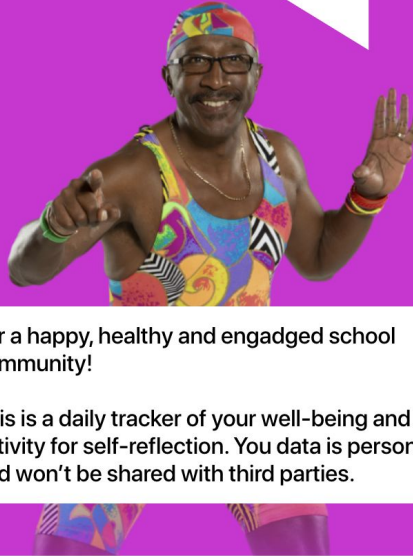 r a happy, healthy and engadged school
mmunity!
is is a daily tracker of your well-being and
tivity for self-reflection. You data is person
d won't be shared with third parties.